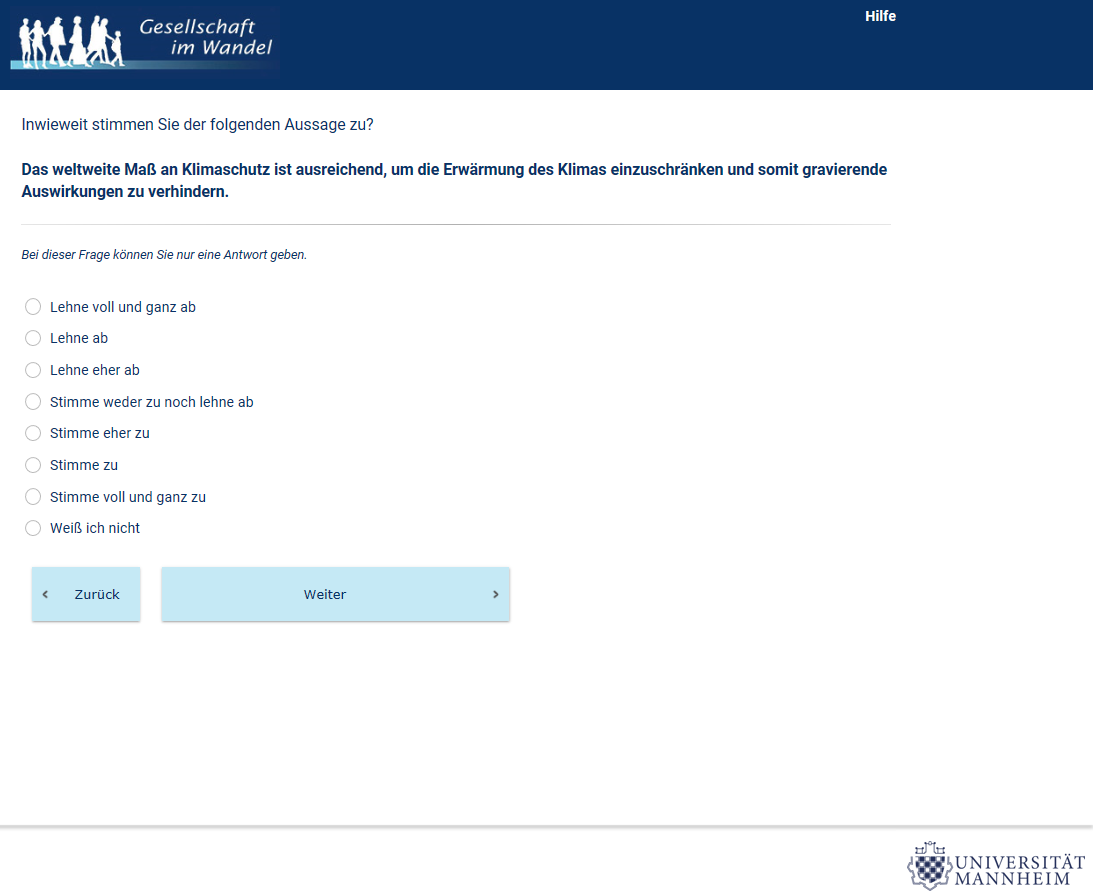 Gesellschaft
im Wandel
Hilfe
Inwieweit stimmen Sie der folgenden Aussage zu?
Das weltweite Maß an Klimaschutz ist ausreichend, um die Erwärmung des Klimas einzuschränken und somit gravierende
Auswirkungen zu verhindern.
Bei dieser Frage können Sie nur eine Antwort geben.
Lehne voll und ganz ab
Lehne ab
Lehne eher ab
Stimme weder zu noch lehne ab
Stimme eher zu
Stimme zu
Stimme voll und ganz zu
Weiß ich nicht
Zurück
Weiter
UNIVERSITÄT
MANNHEIM